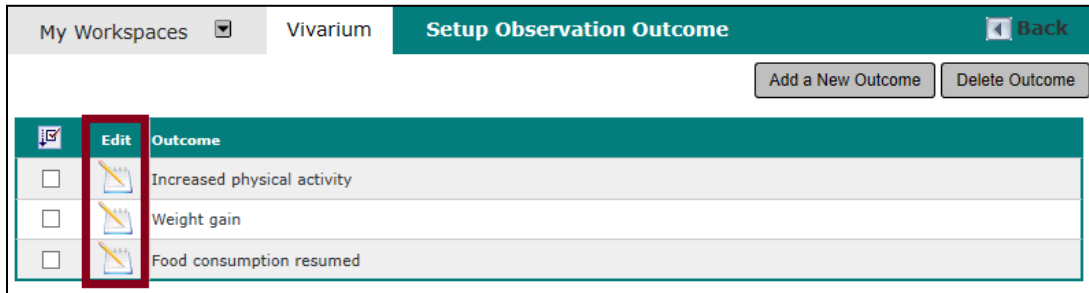 My Workspaces Vivarium Setup Observation Outcome Back
Add a New Outcome Delete Outcome
Edit Outcome
Increased physical activity
Weight gain
Food consumption resumed